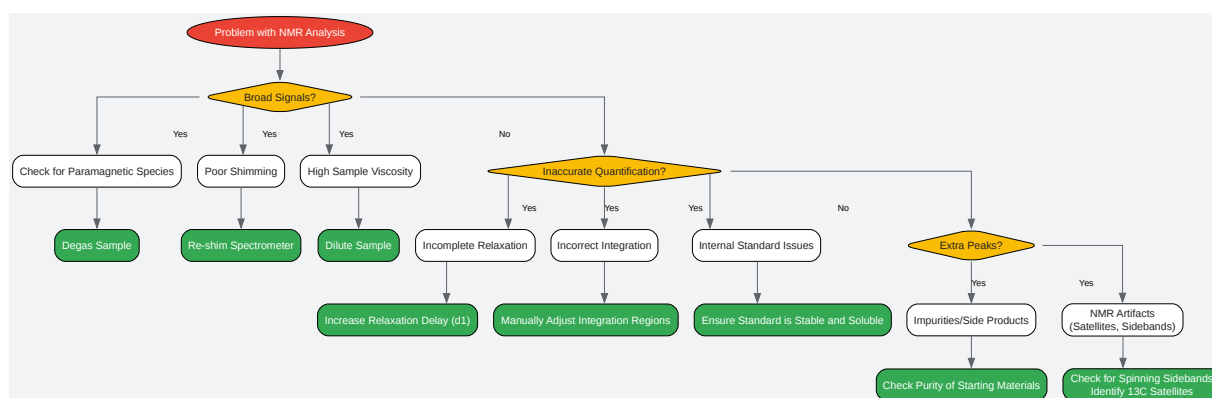 Problem with NMR Analysis
Broad Signals?
Yes
Yes
Yes
No
Check for Paramagnetic Species
Poor Shimming
High Sample Viscosity
Inaccurate Quantification?
Yes
Yes
Yes
No
Degas Sample
Re-shim Spectrometer
Dilute Sample
Incomplete Relaxation
Incorrect Integration
Internal Standard Issues
Extra Peaks?
Yes
Yes
Increase Relaxation Delay (d1)
Manually Adjust Integration Regions
Ensure Standard is Stable and Soluble
Impurities/Side Products
NMR Artifacts
(Satellites, Sidebands)
Check Purity of Starting Materials
Check for Spinning Sidebands
Identify 13C Satellites